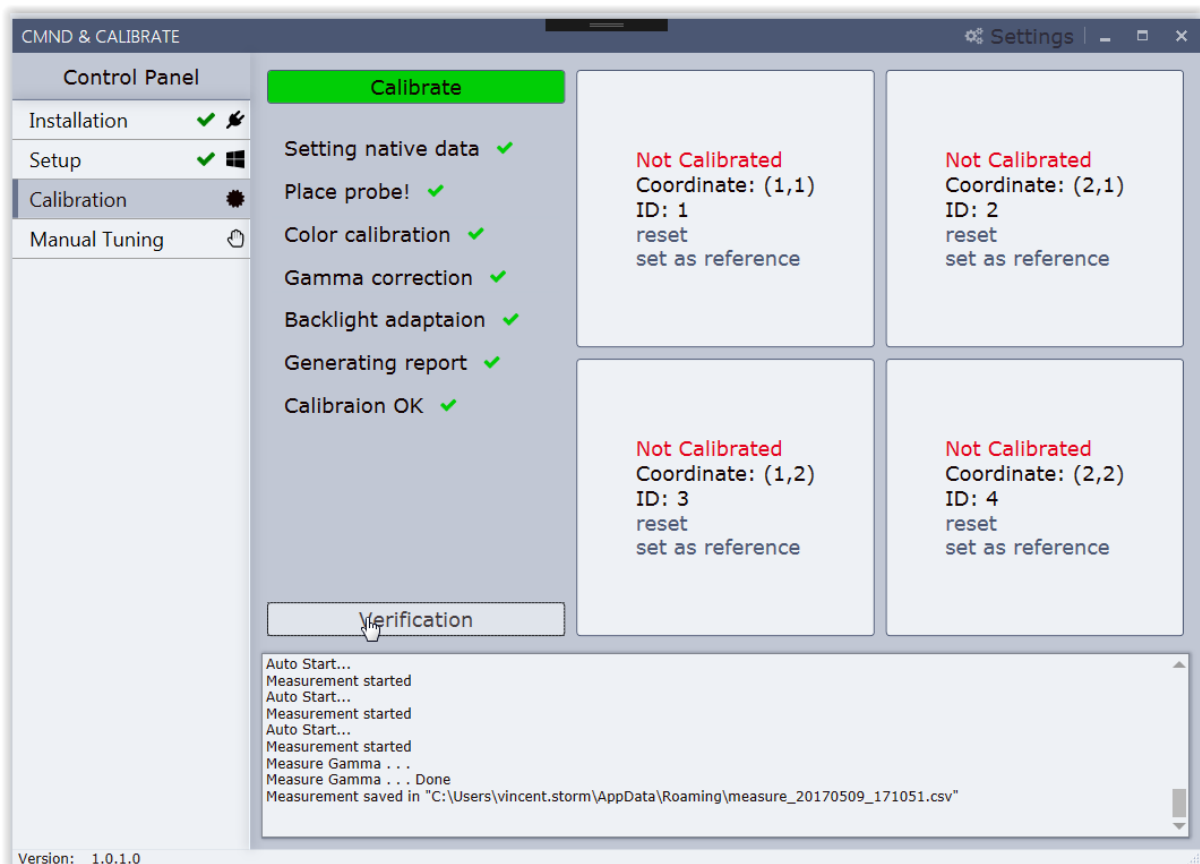 CMND & CALIBRATE
Settings
Control Panel
Installation
Setup
Calibration
Manual Tuning
Calibrate
Setting native data
Place probe!
Color calibration
Gamma correction
Backlight adaptaion
Generating report
Calibraion OK
Verification
Not Calibrated
Coordinate: (1,1)
ID: 1
reset
set as reference
Not Calibrated
Coordinate: (2,1)
ID: 2
reset
set as reference
Not Calibrated
Coordinate: (1,2)
ID: 3
reset
set as reference
Not Calibrated
Coordinate: (2,2)
ID: 4
reset
set as reference
Auto Start...
Measurement started
Auto Start...
Measurement started
Auto Start...
Measurement started
Measure Gamma . . .
Measure Gamma . . . Done
Measurement saved in "C:\Users\vincent.storm\AppData\Roaming\measure_20170509_171051.csv"
Version: 1.0.1.0